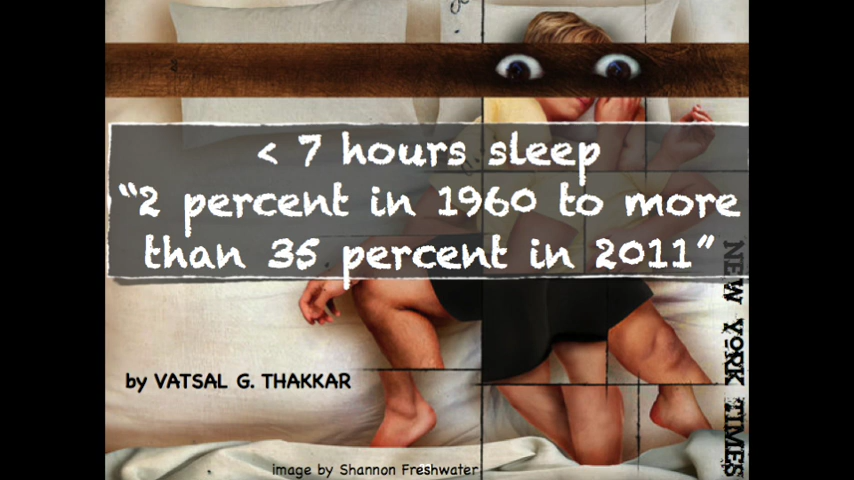 < 7 hours sleep
“2 percent in 1960 to more
than 35 percent in 2011”
NEW YORK TIMES
by VATSAL G. THAKKAR
image by Shannon Freshwater